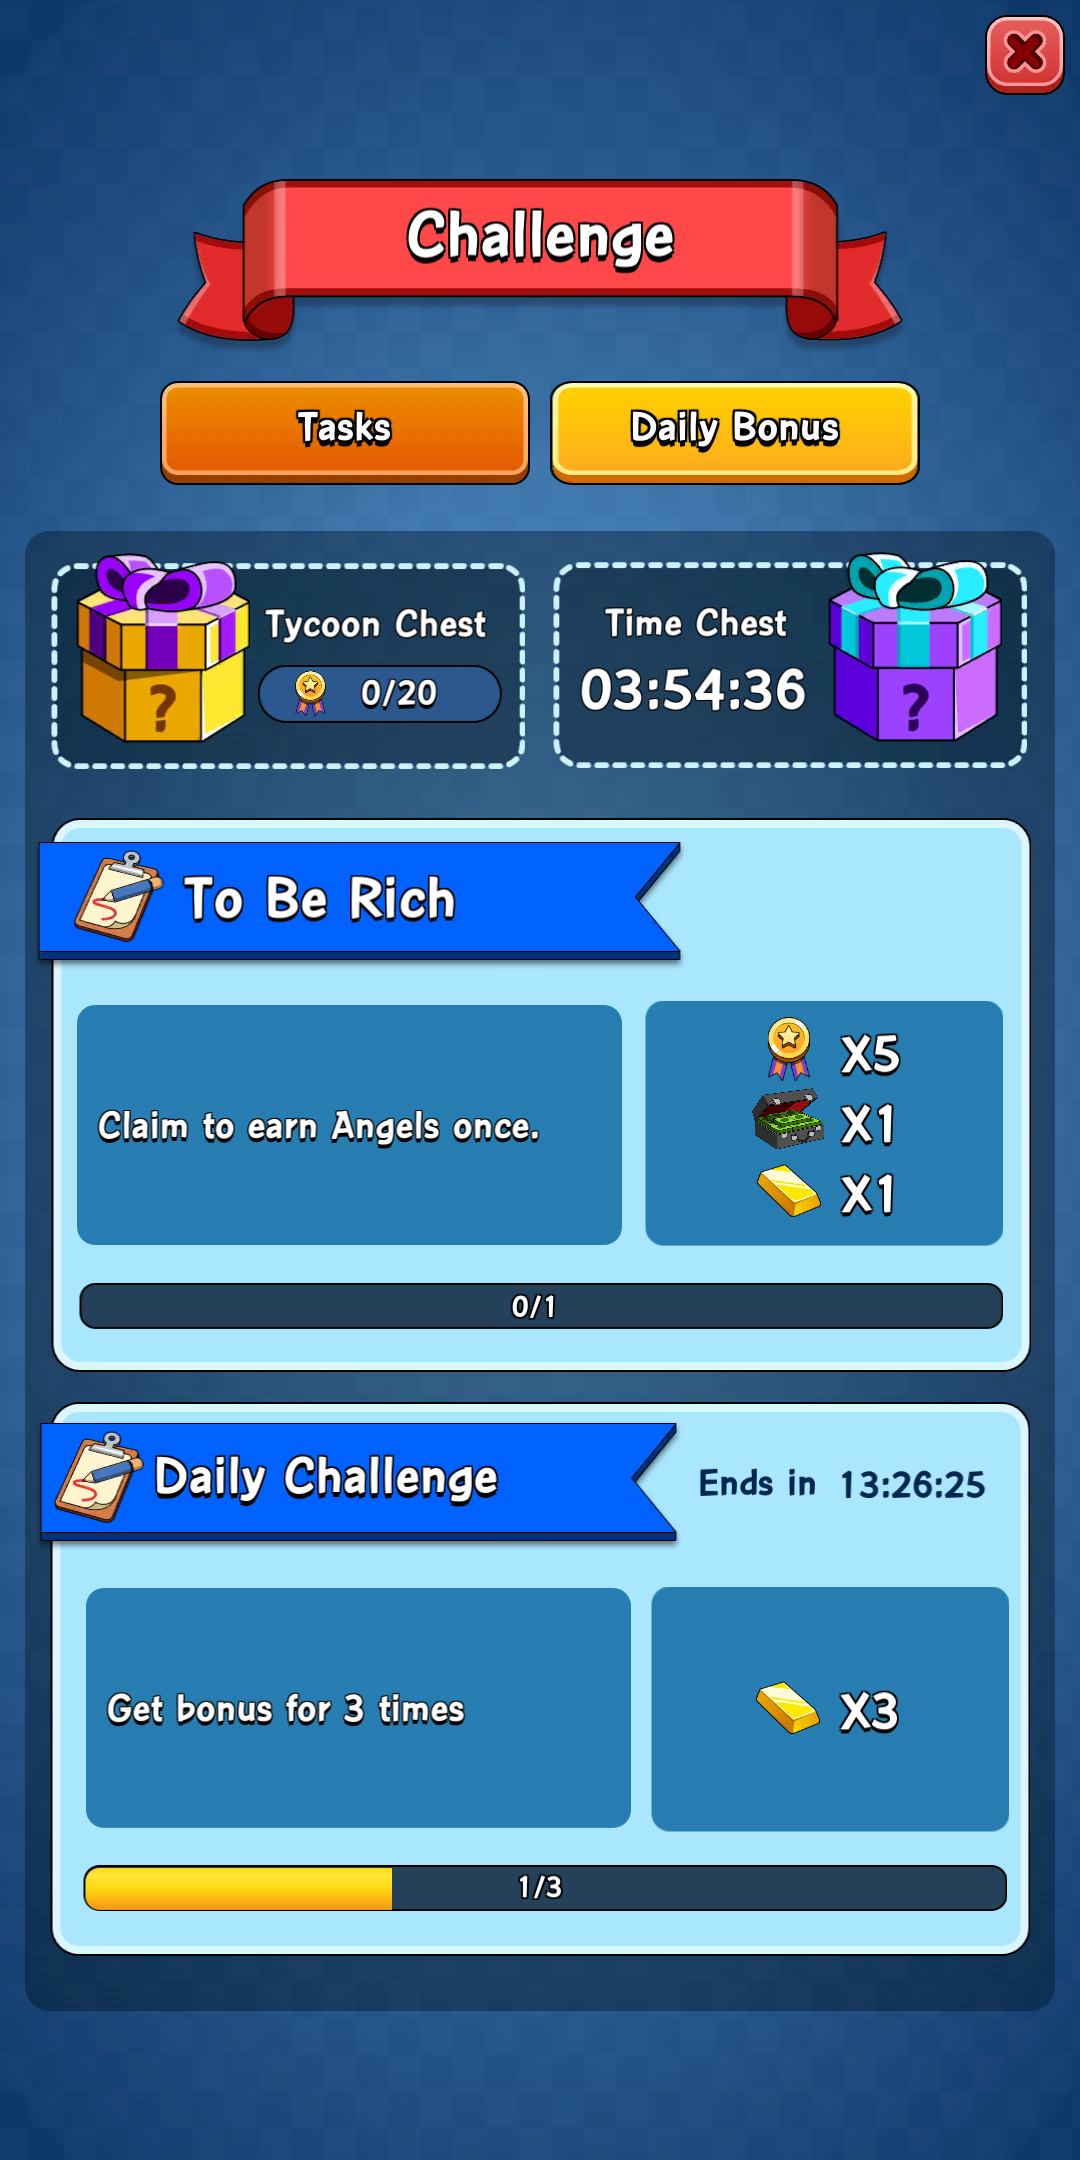 Challenge
Tasks
Daily Bonus
Tycoon Chest
0/20
?
Time Chest
03:54:36
?
To Be Rich
Claim to earn Angels once.
X5
X1
X1
0/1
Daily Challenge
Ends in 13:26:25
Get bonus for 3 times
X3
1/3